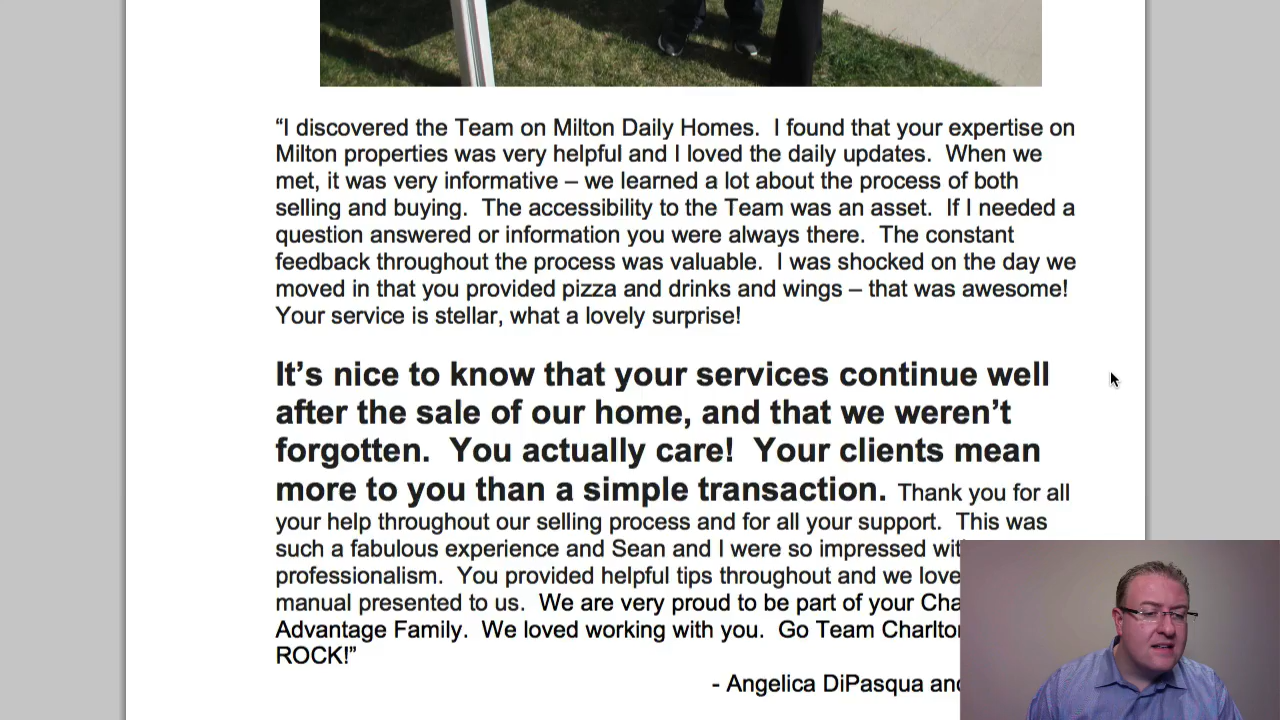 “I discovered the Team on Milton Daily Homes.  I found that your expertise on
Milton properties was very helpful and I loved the daily updates.  When we
met, it was very informative – we learned a lot about the process of both
selling and buying.  The accessibility to the Team was an asset.  If I needed a
question answered or information you were always there.  The constant
feedback throughout the process was valuable.  I was shocked on the day we
moved in that you provided pizza and drinks and wings – that was awesome!
Your service is stellar, what a lovely surprise!
It’s nice to know that your services continue well
after the sale of our home, and that we weren’t
forgotten.  You actually care!  Your clients mean
more to you than a simple transaction. Thank you for all
your help throughout our selling process and for all your support.  This was
such a fabulous experience and Sean and I were so impressed
professionalism.  You provided helpful tips throughout and we
manual presented to us.  We are very proud to be part of your
Advantage Family.  We loved working with you.  Go Team
ROCK!”
- Angelica DiPasqua